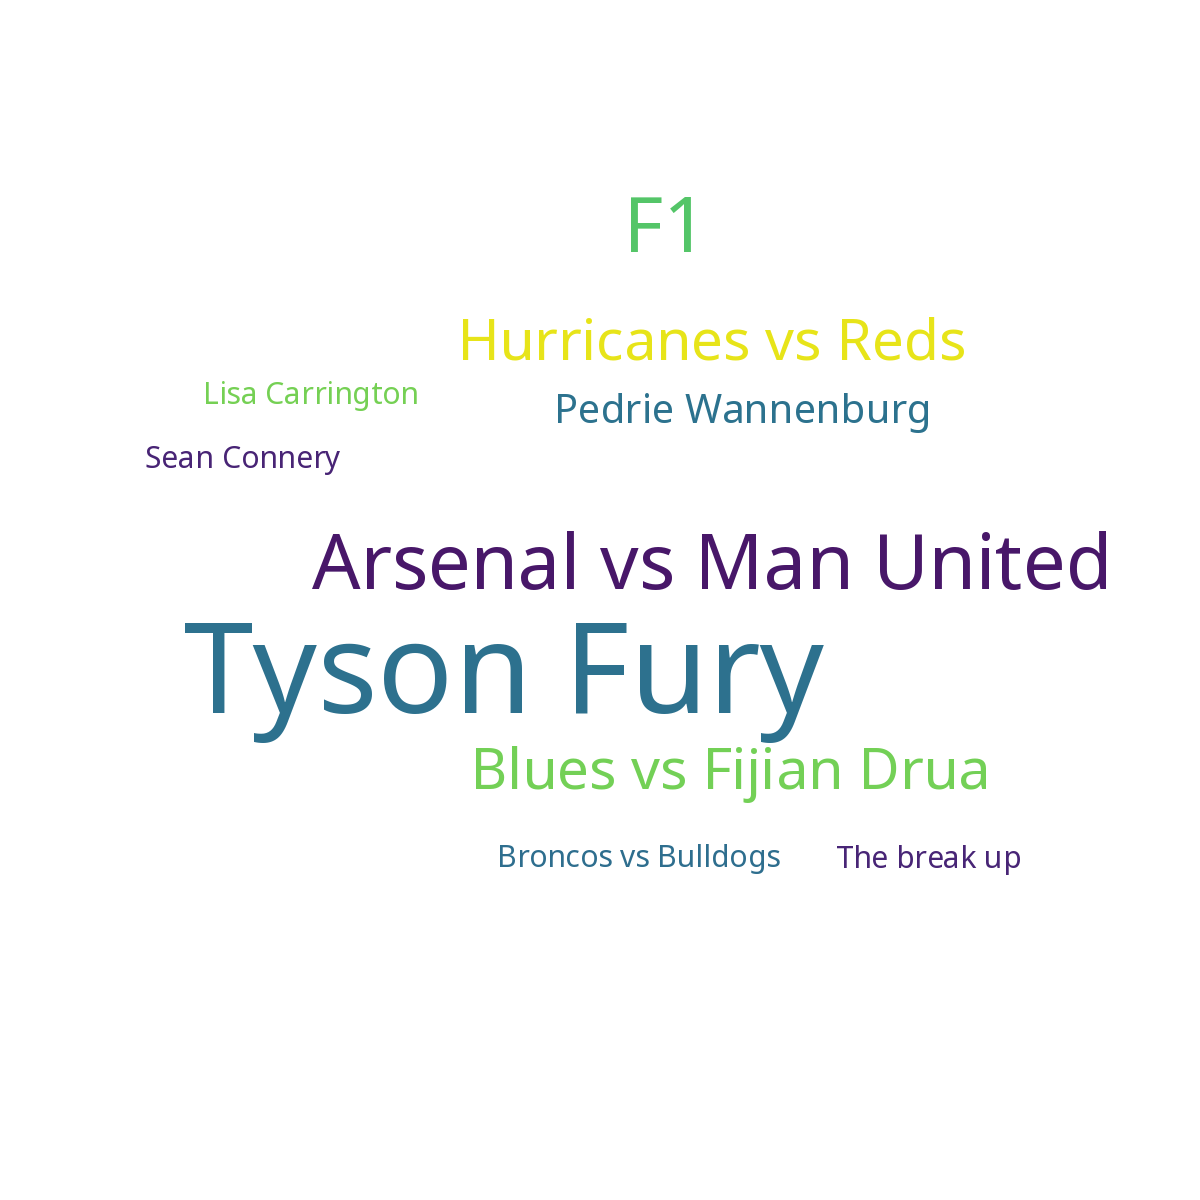 F1
Hurricanes vs Reds
Lisa Carrington
Pedrie Wannenburg
Sean Connery
Arsenal vs Man United
Tyson Fury
Blues vs Fijian Drua
Broncos vs Bulldogs
The break up